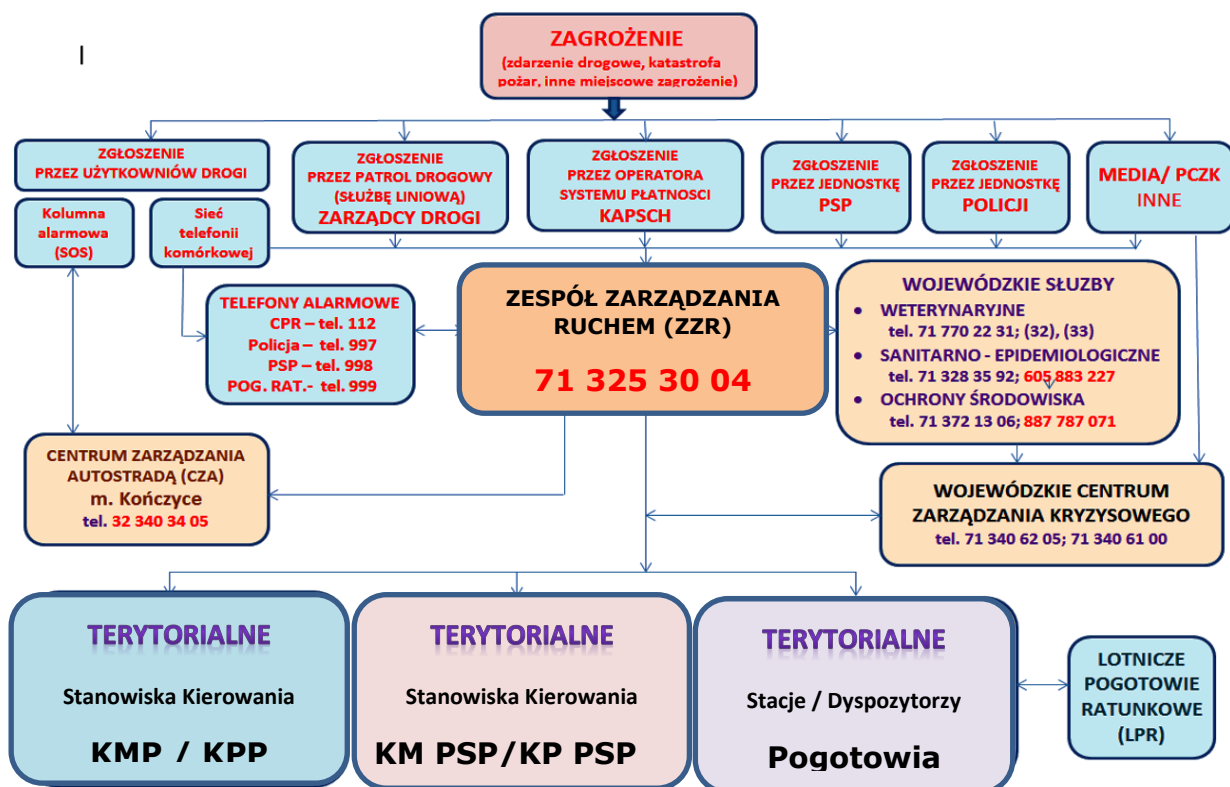 ZAGROŻENIE
(zdarzenie drogowe, katastrofa
pożar, inne miejscowe zagrożenie)
ZGŁOSZENIE
PRZEZ UŻYTKOWNIÓW DROGI
ZGŁOSZENIE
PRZEZ PATROL DROGOWY
(SŁUŻBĘ LINIOWĄ)
ZARZĄDCY DROGI
ZGŁOSZENIE
PRZEZ OPERATORA
SYSTEMU PŁATNOSCI
KAPSCH
ZGŁOSZENIE
PRZEZ JEDNOSTKĘ
PSP
ZGŁOSZENIE
PRZEZ JEDNOSTKĘ
POLICJI
MEDIA/ PCZK
INNE
Kolumna
alarmowa
(SOS)
Sieć
telefonii
komórkowej
TELEFONY ALARMOWE
CPR – tel. 112
Policja – tel. 997
PSP – tel. 998
POG. RAT.- tel. 999
ZESPÓŁ ZARZĄDZANIA
RUCHEM (ZZR)
71 325 30 04
WOJEWÓDZKIE SŁUZBY
• WETERYNARYJNE
tel. 71 770 22 31; (32), (33)
• SANITARNO - EPIDEMIOLOGICZNE
tel. 71 328 35 92; 605 883 227
• OCHRONY ŚRODOWISKA
tel. 71 372 13 06; 887 787 071
CENTRUM ZARZĄDZANIA
AUTOSTRADĄ (CZA)
m. Kończyce
tel. 32 340 34 05
WOJEWÓDZKIE CENTRUM
ZARZĄDZANIA KRYZYSOWEGO
tel. 71 340 62 05; 71 340 61 00
TERYTORIALNE
Stanowiska Kierowania
KMP / KPP
TERYTORIALNE
Stanowiska Kierowania
KM PSP/KP PSP
TERYTORIALNE
Stacje / Dyspozytorzy
Pogotowia
LOTNICZE
POGOTOWIE
RATUNKOWE
(LPR)